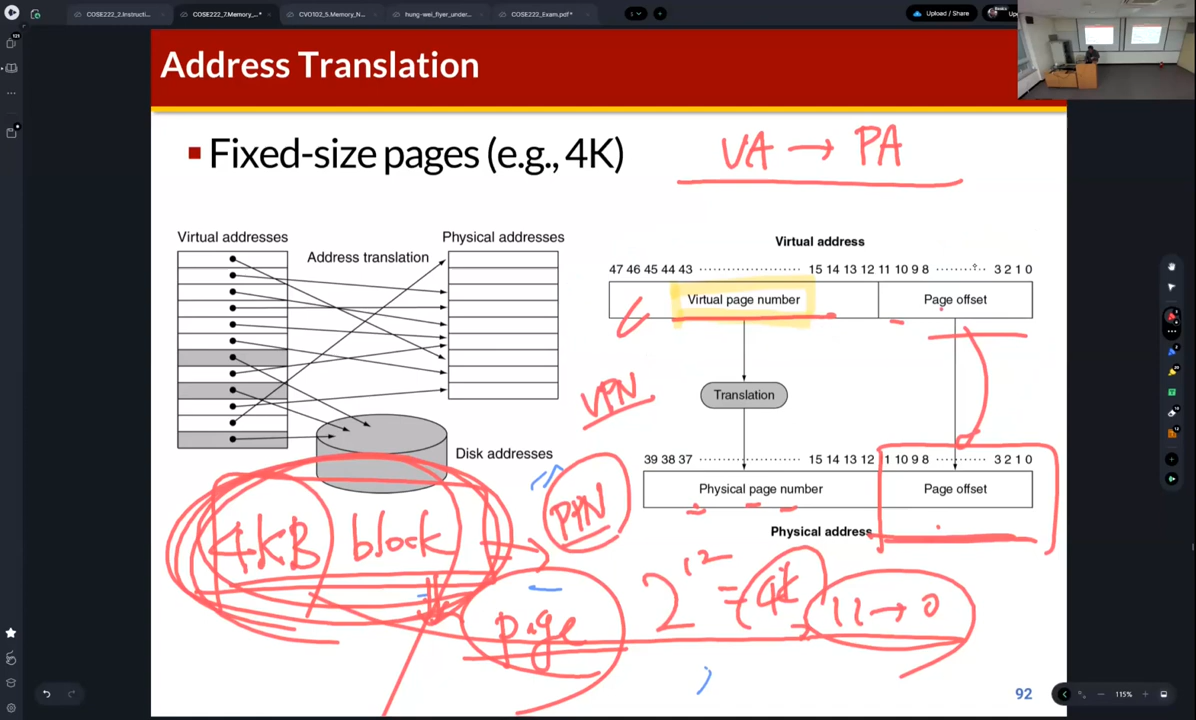 COSE222_2.Instructi...
COSE222_7.Memory_...*
CVO102_5.Memory_N...
hung-wei_flyer_under...
COSE222_Exam.pdf*
1
Upload / Share
Address Translation
Fixed-size pages (e.g., 4K)
VA → PA
Virtual addresses
Address translation
Physical addresses
Disk addresses
Virtual address
47 46 45 44 43 ........................ 15 14 13 12 11 10 9 8 ............ 3 2 1 0
Virtual page number
Page offset
VPN
Translation
39 38 37 ........................ 15 14 13 12 11 10 9 8 ............ 3 2 1 0
Physical page number
Page offset
PPN
Physical address
4KB block
page
2^12 = 4K
11 → 0
92
115%